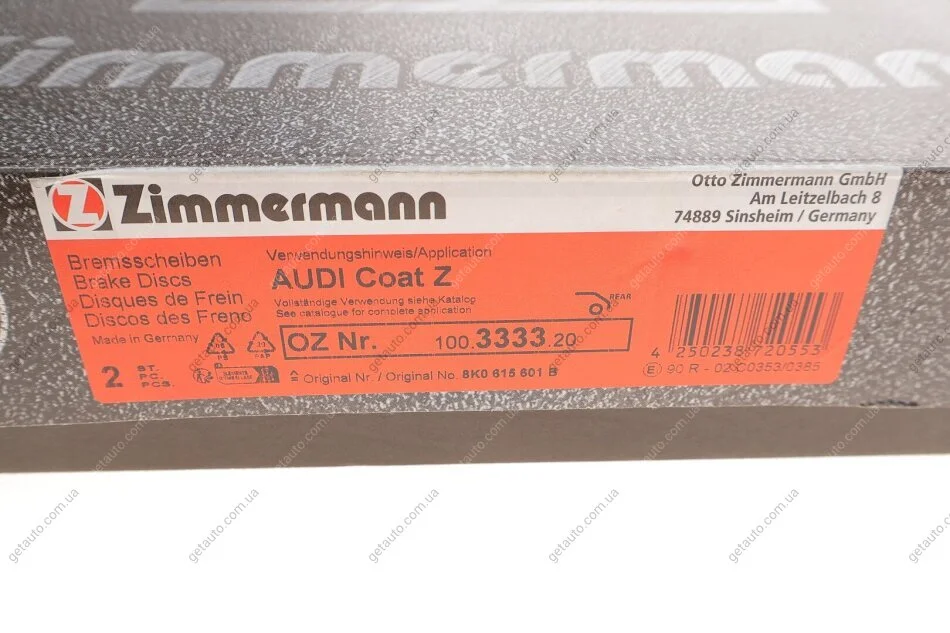 Zimmerman
Z Zimmermann
Otto Zimmermann GmbH
Am Leitzelbach 8
74889 Sinsheim / Germany
Bremsscheiben
Brake Discs
Disques de Frein
Discos des Freno
Made in Germany
2 ST.
PC.
PCS.
Verwendungshinweis/Application
AUDI Coat Z
Vollständige Verwendung siehe Katalog
See catalogue for complete application
REAR
OZ Nr. 100.3333.20
≙ Original Nr. / Original No. 8K0 615 601 B
4 250238 720553
E 90 R - 02 C0353/0385
getauto.com.ua